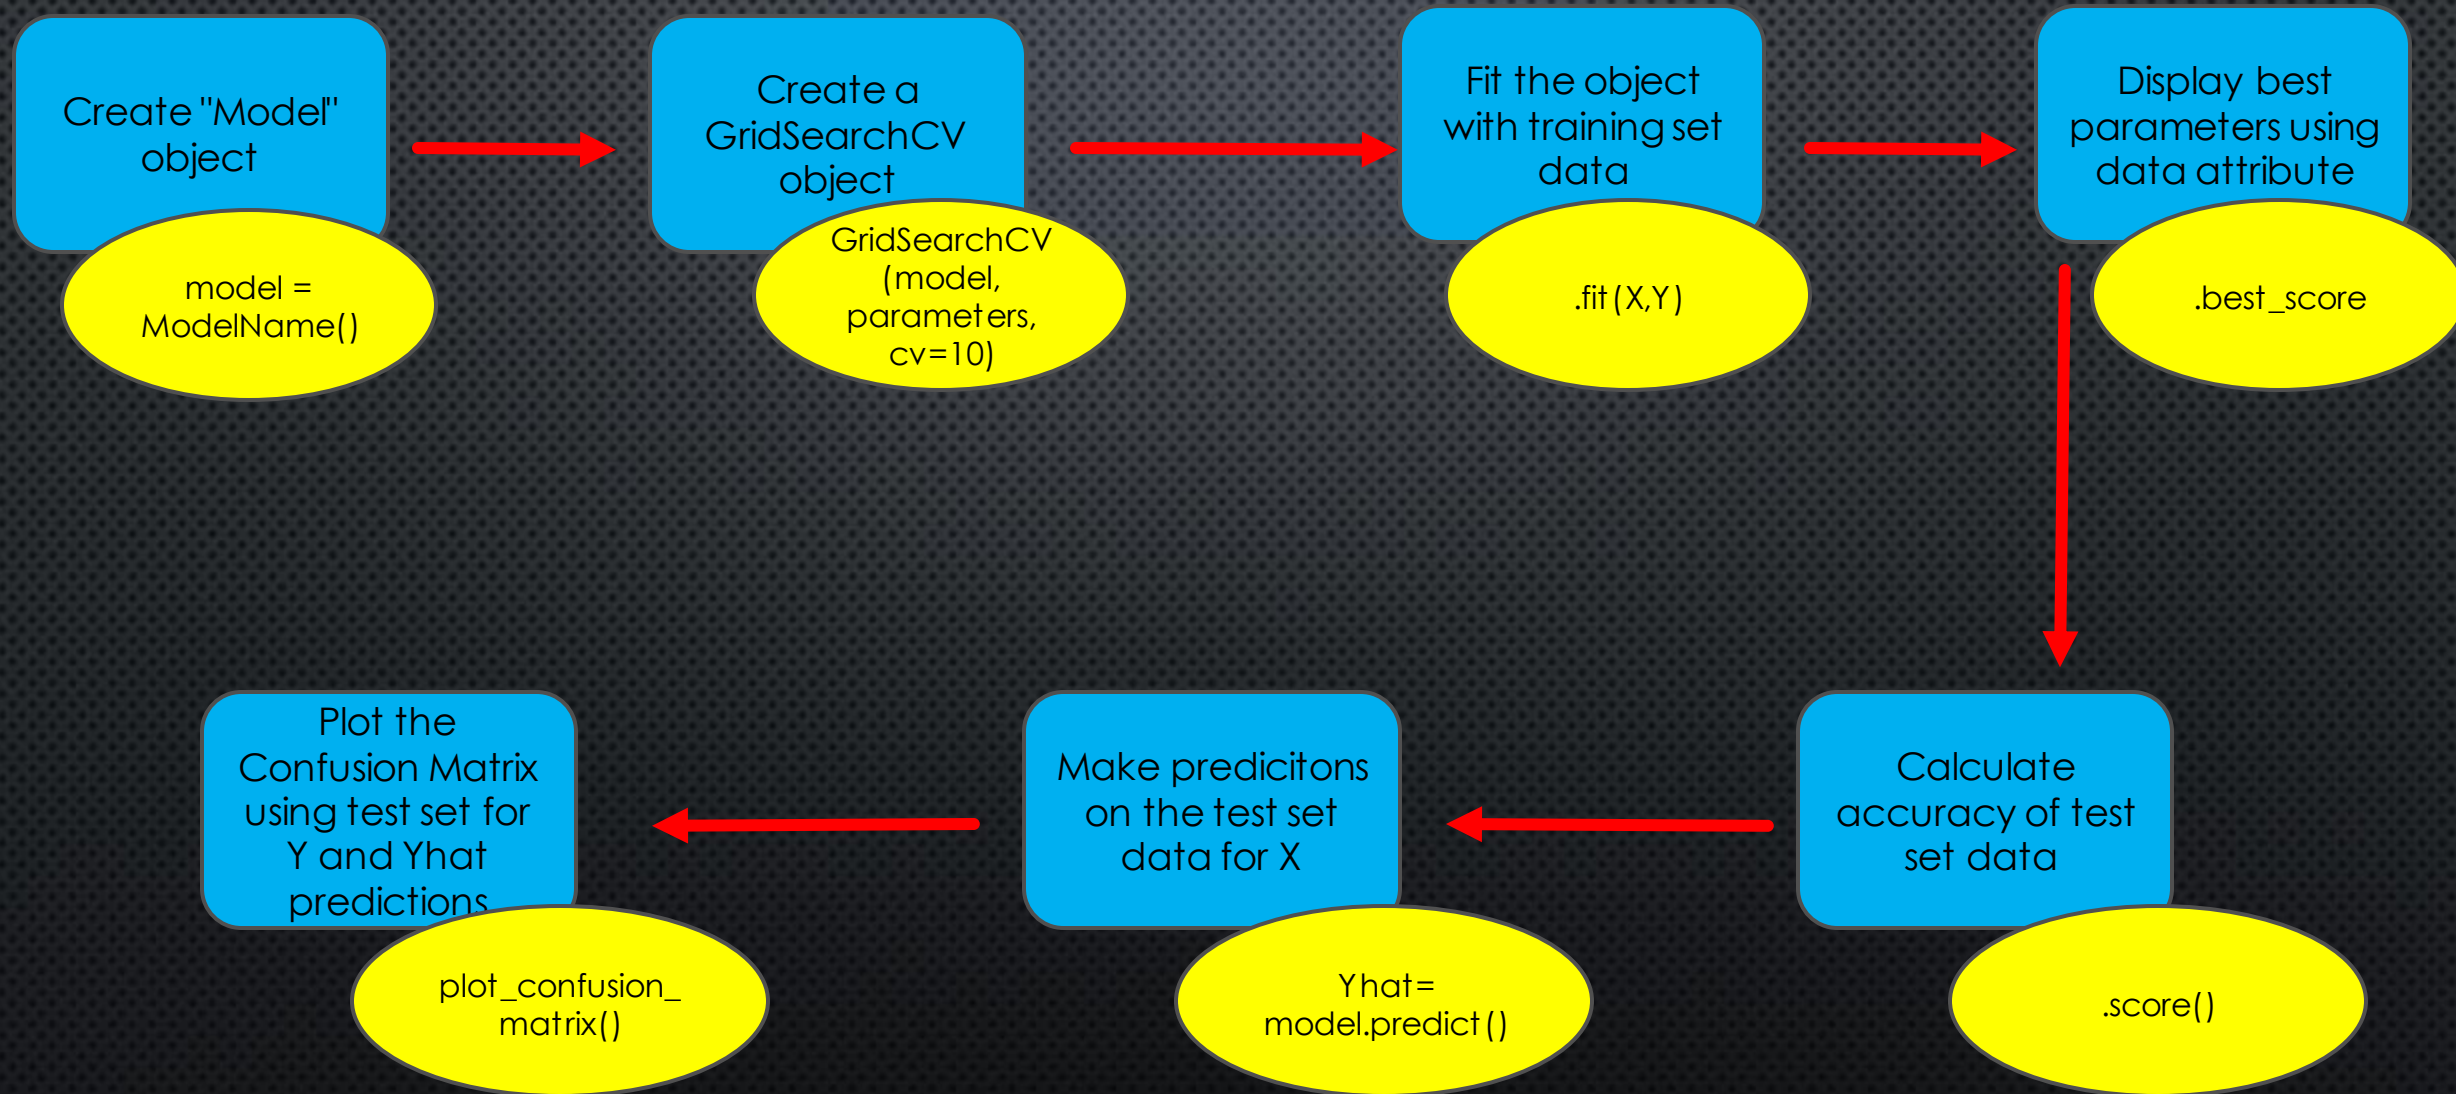 Create "Model"
object
model =
ModelName()
Create a
GridSearchCV
object
GridSearchCV
(model,
parameters,
cv=10)
Fit the object
with training set
data
.fit(X,Y)
Display best
parameters using
data attribute
.best_score
Calculate
accuracy of test
set data
.score()
Make predicitons
on the test set
data for X
Yhat=
model.predict()
Plot the
Confusion Matrix
using test set for
Y and Yhat
predictions
plot_confusion_
matrix()